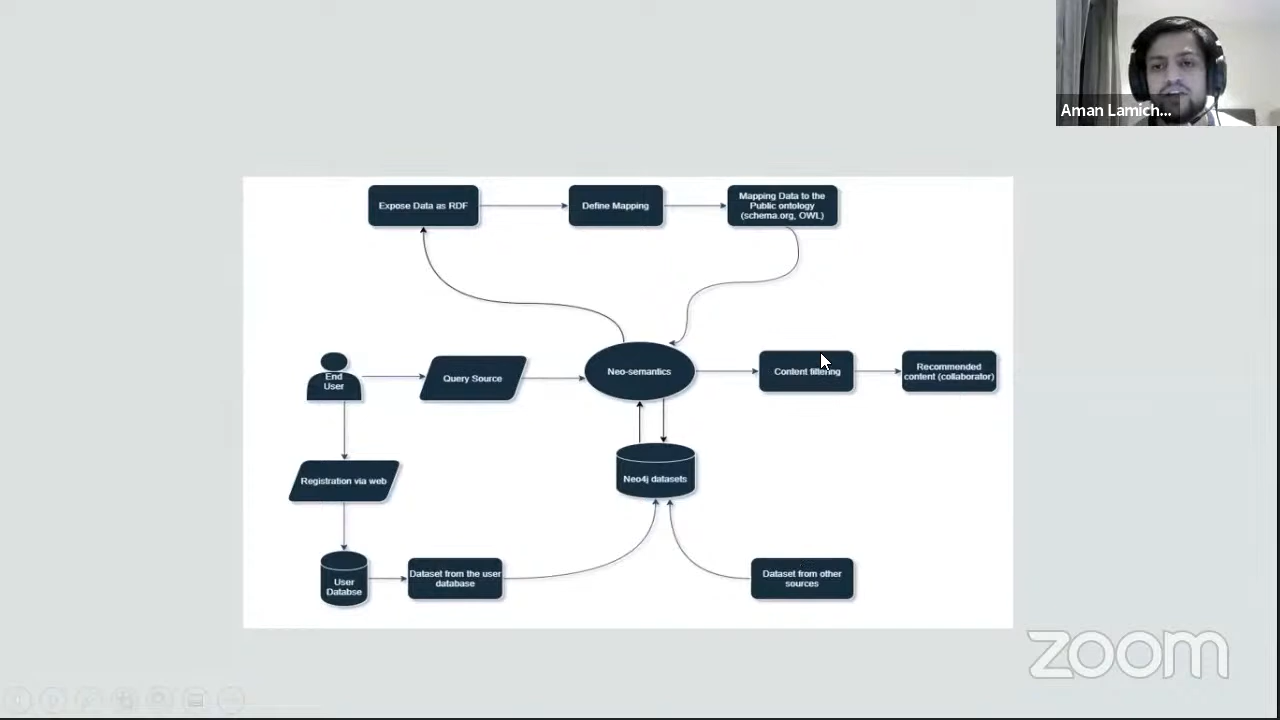 Aman Lamich...
Expose Data as RDF
Define Mapping
Mapping Data to the
Public ontology
(schema.org, OWL)
End
User
Query Source
Neo-semantics
Content filtering
Recommended
content (collaborator)
Registration via web
Neo4j datasets
User
Databse
Dataset from the user
database
Dataset from other
sources
zoom